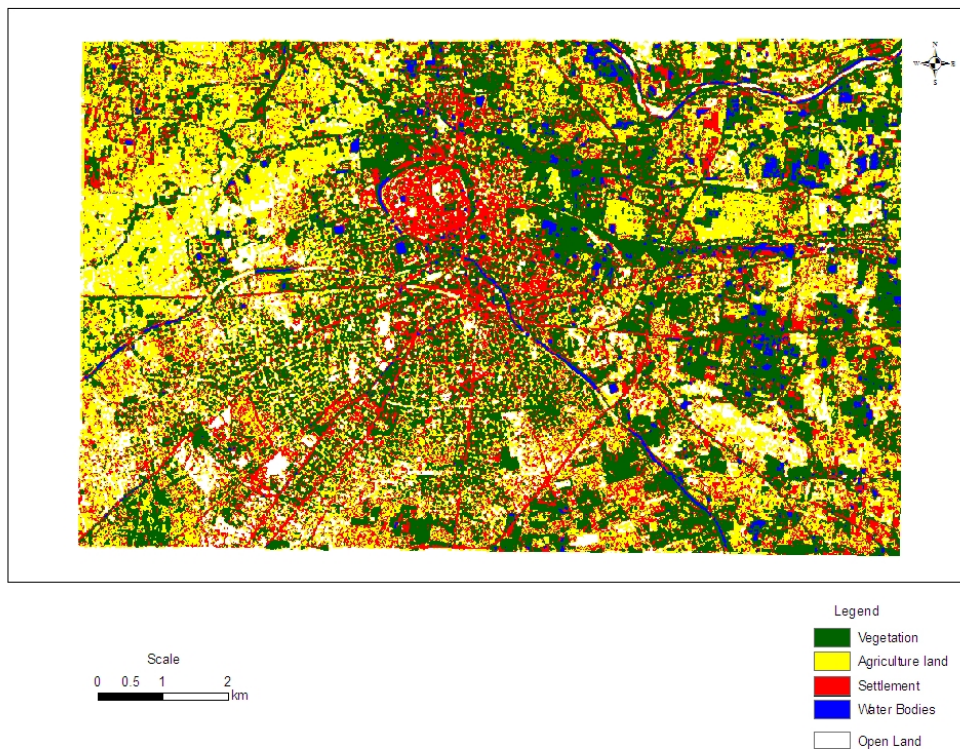 N
W E
S
Scale
0 0.5 1 2
km
Legend
Vegetation
Agriculture land
Settlement
Water Bodies
Open Land